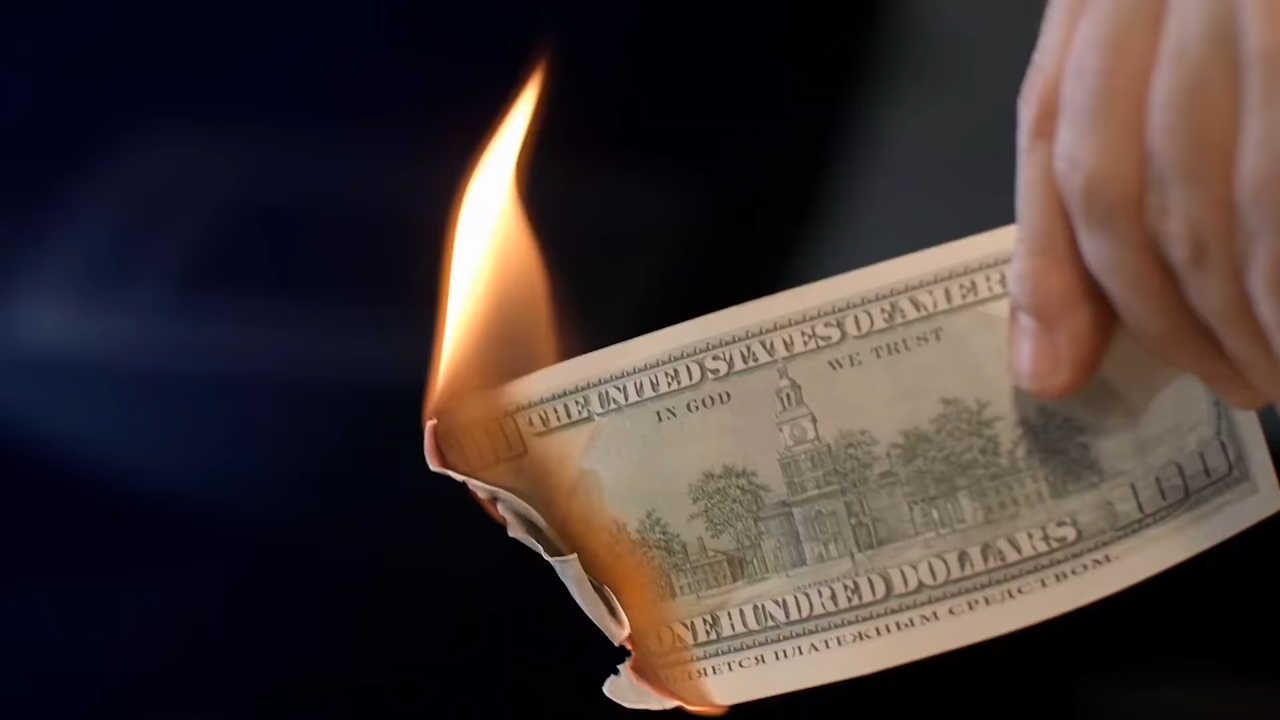 THE UNITED STATES OF AMER
WE TRUST
IN GOD
100
ONE HUNDRED DOLLARS
ЯЕТСЯ ПЛАТЕЖНЫМ СРЕДСТВОМ.